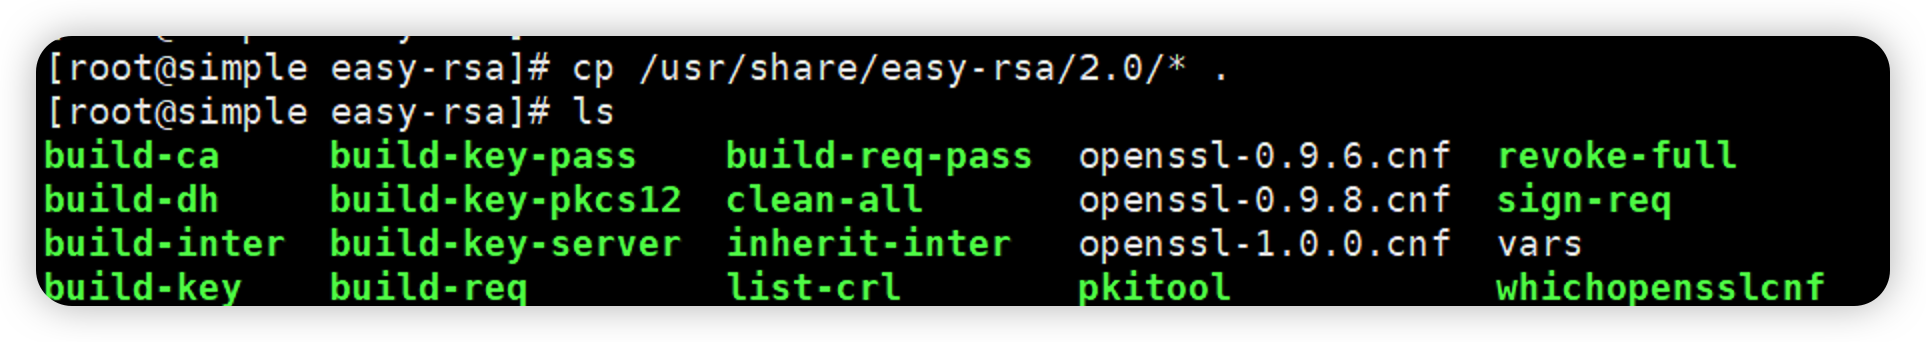 [root@simple easy-rsa]# cp /usr/share/easy-rsa/2.0/* .
[root@simple easy-rsa]# ls
build-ca build-key-pass build-req-pass openssl-0.9.6.cnf revoke-full
build-dh build-key-pkcs12 clean-all openssl-0.9.8.cnf sign-req
build-inter build-key-server inherit-inter openssl-1.0.0.cnf vars
build-key build-req list-crl pkitool whichopensslcnf